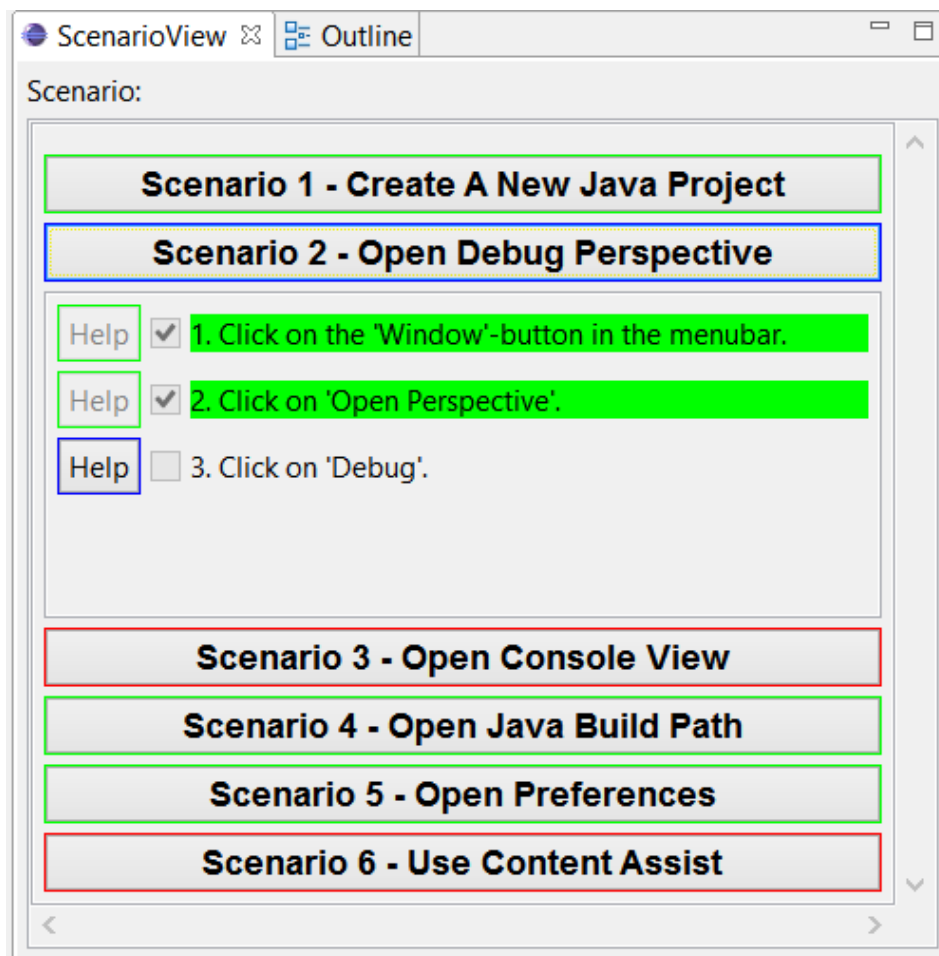 ScenarioView Outline
Scenario:
Scenario 1 - Create A New Java Project
Scenario 2 - Open Debug Perspective
Help 1. Click on the 'Window'-button in the menubar.
Help 2. Click on 'Open Perspective'.
Help 3. Click on 'Debug'.
Scenario 3 - Open Console View
Scenario 4 - Open Java Build Path
Scenario 5 - Open Preferences
Scenario 6 - Use Content Assist